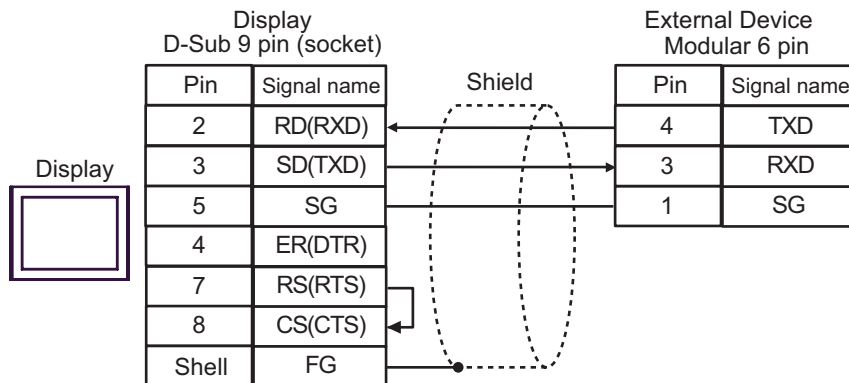 Display
D-Sub 9 pin (socket)
External Device
Modular 6 pin
Shield
Display
Pin Signal name
2 RD(RXD)
3 SD(TXD)
5 SG
4 ER(DTR)
7 RS(RTS)
8 CS(CTS)
Shell FG
Pin Signal name
4 TXD
3 RXD
1 SG